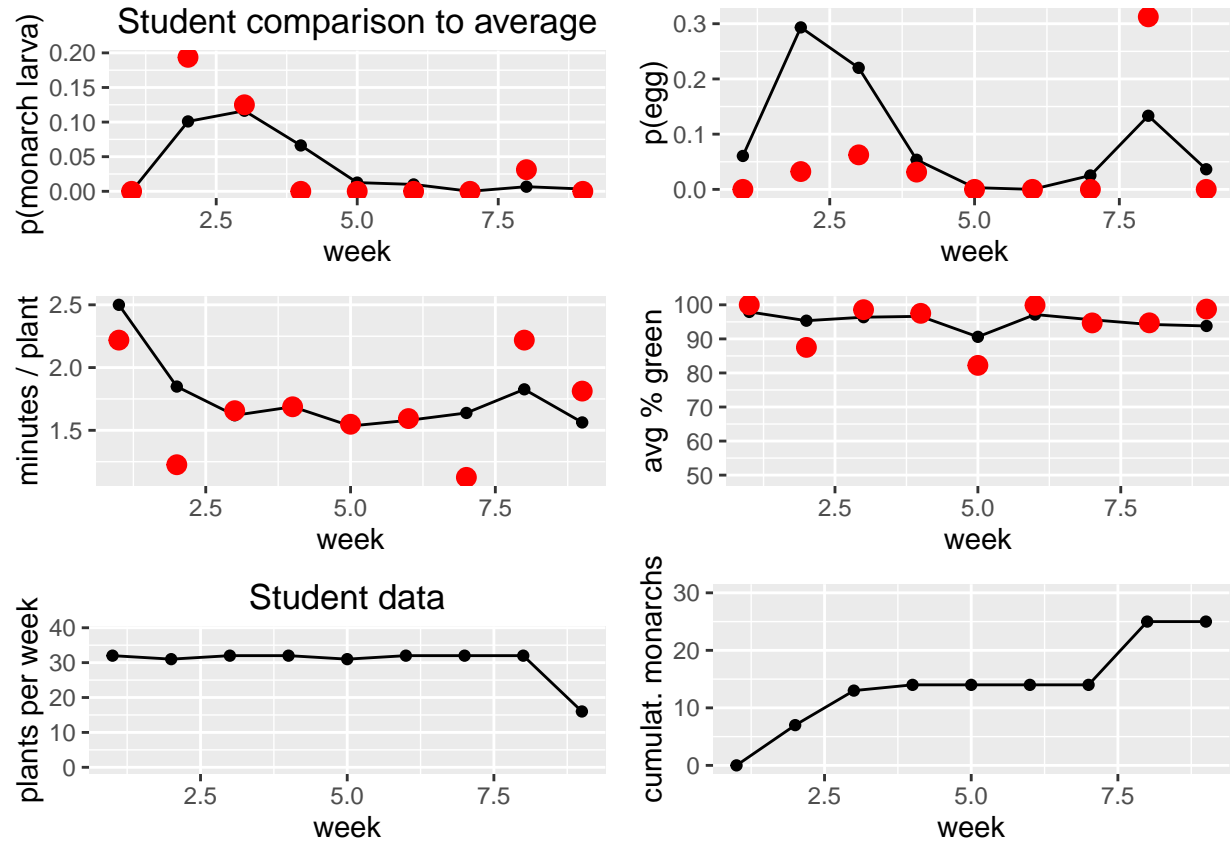 Student comparison to average
p(monarch larva)
0.20
0.15
0.10
0.05
0.00
2.5 5.0 7.5
week
p(egg)
0.3
0.2
0.1
0.0
2.5 5.0 7.5
week
minutes / plant
2.5
2.0
1.5
2.5 5.0 7.5
week
avg % green
100
90
80
70
60
50
2.5 5.0 7.5
week
Student data
plants per week
40
30
20
10
0
2.5 5.0 7.5
week
cumulat. monarchs
30
20
10
0
2.5 5.0 7.5
week